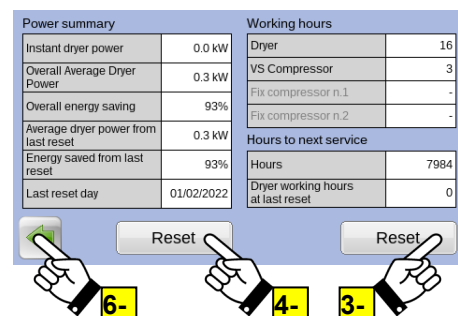 Power summary
Instant dryer power 0.0 kW
Overall Average Dryer
Power 0.3 kW
Overall energy saving 93%
Average dryer power from
last reset 0.3 kW
Energy saved from last
reset 93%
Last reset day 01/02/2022
Working hours
Dryer 16
VS Compressor 3
Fix compressor n.1 -
Fix compressor n.2 -
Hours to next service
Hours 7984
Dryer working hours
at last reset 0
Reset Reset
6- 4- 3-